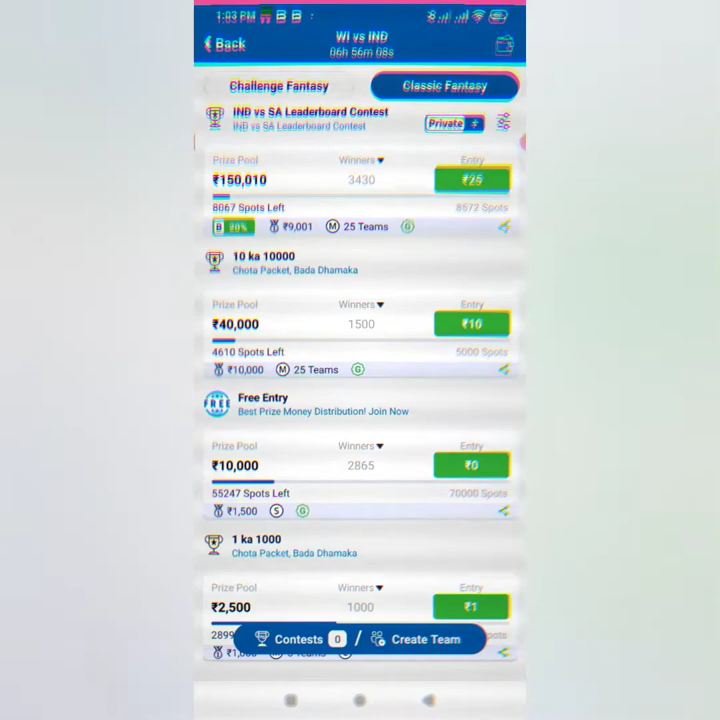 1:03 PM
Back
WI vs IND
06h 56m 08s
Challenge Fantasy
Classic Fantasy
IND vs SA Leaderboard Contest
IND vs SA Leaderboard Contest
Private +
Prize Pool Winners▼ Entry
₹150,010 3430 ₹25
8067 Spots Left 8572 Spots
B 20% ₹9,001 M 25 Teams G
10 ka 10000
Chota Packet, Bada Dhamaka
Prize Pool Winners▼ Entry
₹40,000 1500 ₹10
4610 Spots Left 5000 Spots
₹10,000 M 25 Teams G
FREE
Free Entry
Best Prize Money Distribution! Join Now
Prize Pool Winners▼ Entry
₹10,000 2865 ₹0
55247 Spots Left 70000 Spots
₹1,500 S G
1 ka 1000
Chota Packet, Bada Dhamaka
Prize Pool Winners▼ Entry
₹2,500 1000 ₹1
Contests 0 / Create Team